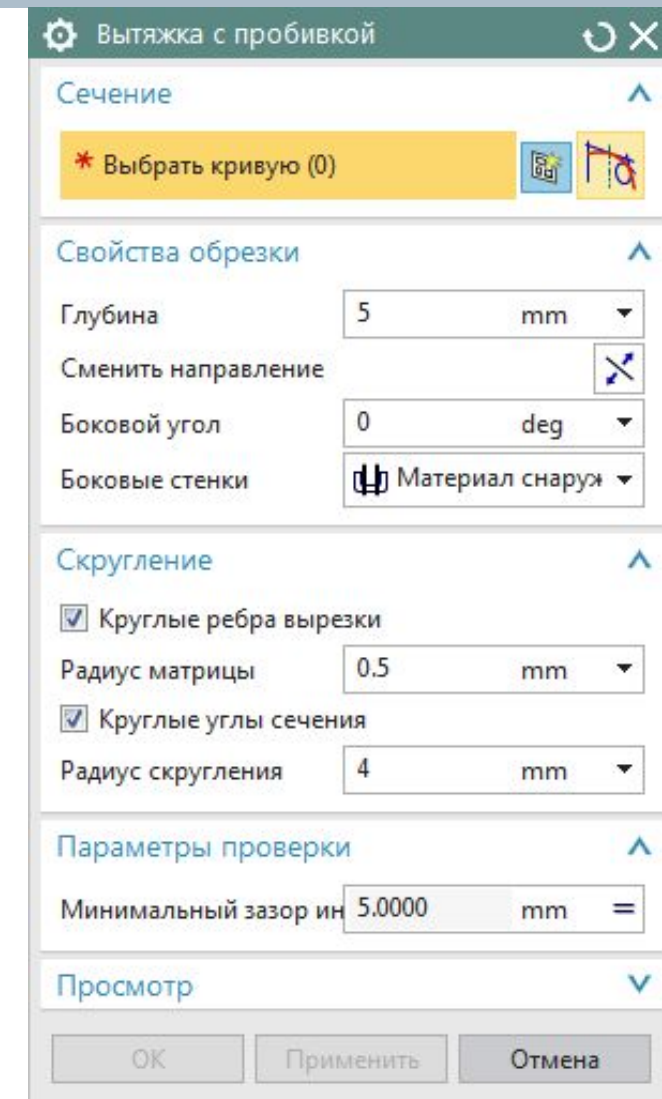 Вытяжка с пробивкой
Сечение
* Выбрать кривую (0)
Свойства обрезки
Глубина 5 mm
Сменить направление
Боковой угол 0 deg
Боковые стенки Материал снаруж
Скругление
Круглые ребра вырезки
Радиус матрицы 0.5 mm
Круглые углы сечения
Радиус скругления 4 mm
Параметры проверки
Минимальный зазор ин 5.0000 mm =
Просмотр
ОК Применить Отмена